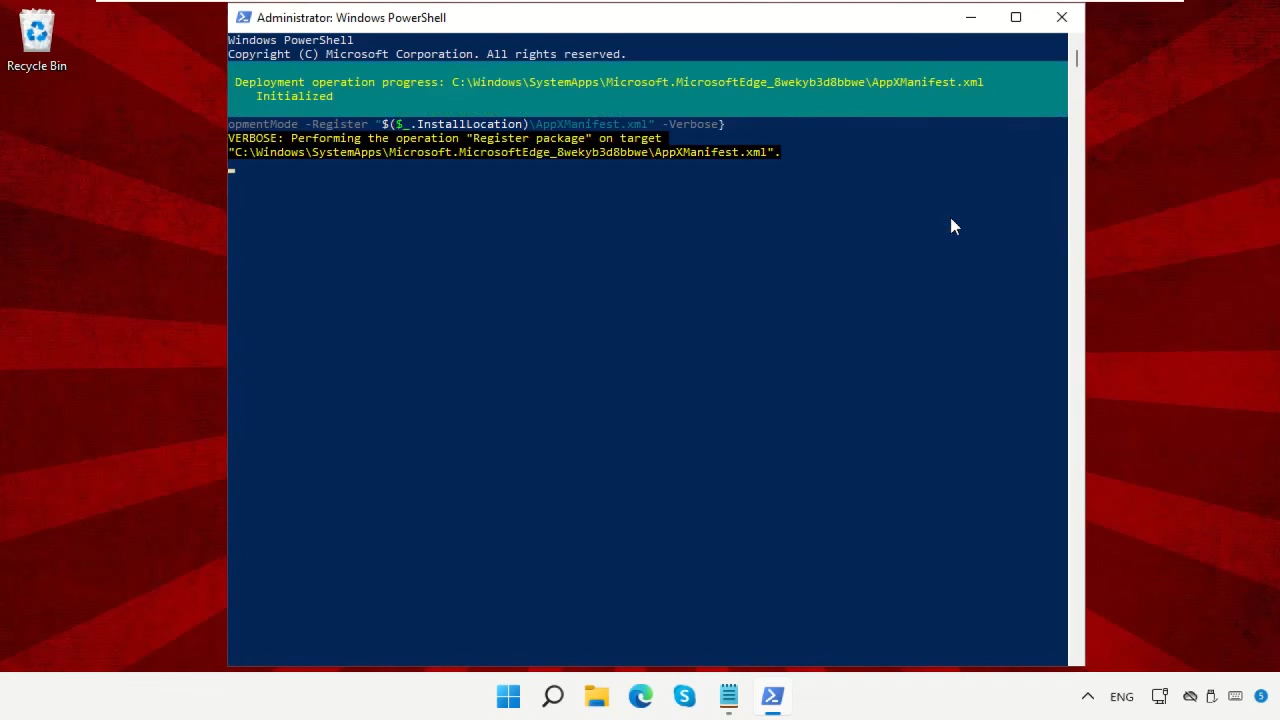 Recycle Bin
Administrator: Windows PowerShell
Windows PowerShell
Copyright (C) Microsoft Corporation. All rights reserved.
Deployment operation progress: C:\Windows\SystemApps\Microsoft.MicrosoftEdge_8wekyb3d8bbwe\AppXManifest.xml
Initialized
opmentMode -Register "$($_.InstallLocation)\AppXManifest.xml" -Verbose}
VERBOSE: Performing the operation "Register package" on target
"C:\Windows\SystemApps\Microsoft.MicrosoftEdge_8wekyb3d8bbwe\AppXManifest.xml".
ENG
5